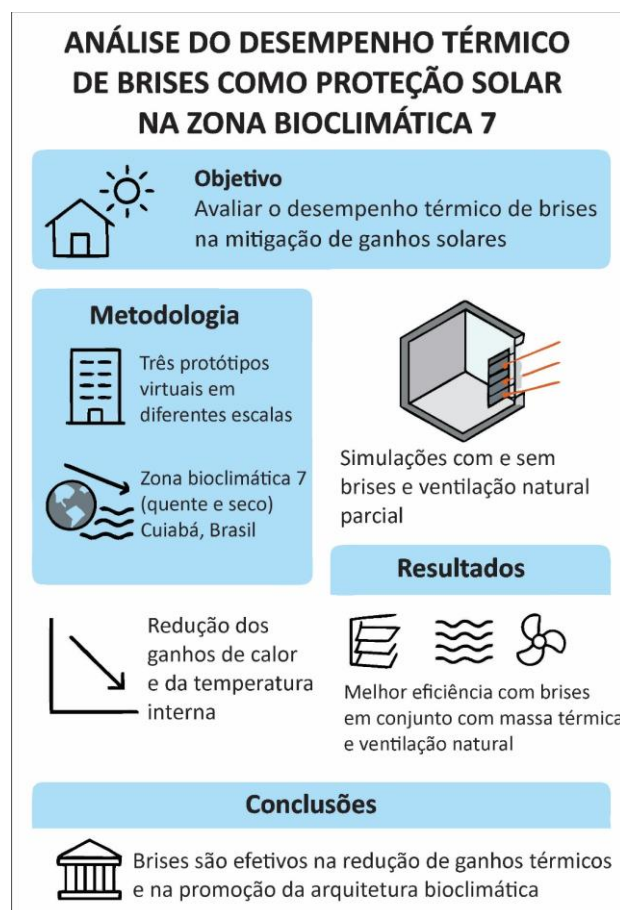 ANÁLISE DO DESEMPENHO TÉRMICO
DE BRISES COMO PROTEÇÃO SOLAR
NA ZONA BIOCLIMÁTICA 7
Objetivo
Avaliar o desempenho térmico de brises
na mitigação de ganhos solares
Metodologia
Três protótipos
virtuais em
diferentes escalas
Zona bioclimática 7
(quente e seco)
Cuiabá, Brasil
Simulações com e sem
brises e ventilação natural
parcial
Resultados
Redução dos
ganhos de calor
e da temperatura
interna
Melhor eficiência com brises
em conjunto com massa térmica
e ventilação natural
Conclusões
Brises são efetivos na redução de ganhos térmicos
e na promoção da arquitetura bioclimática